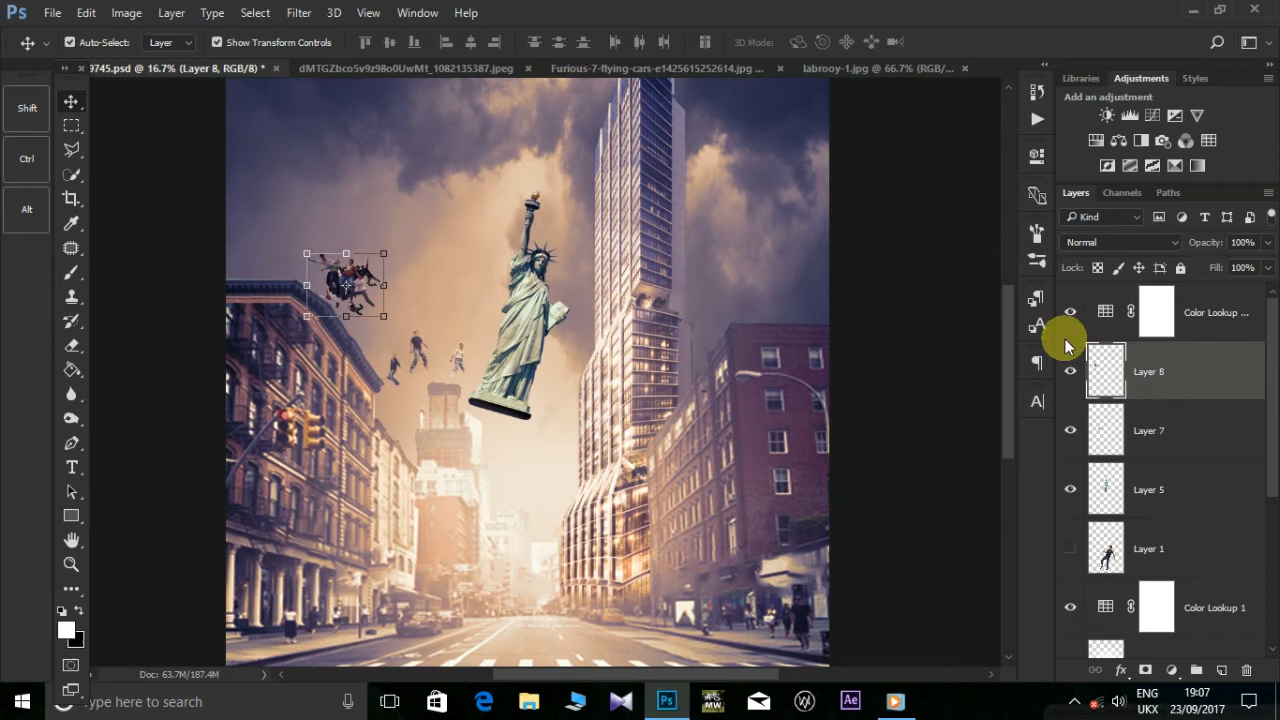 Ps File Edit Image Layer Type Select Filter 3D View Window Help
Auto-Select: Layer Show Transform Controls 3D Mode:
9745.psd @ 16.7% (Layer 8, RGB/8) * dMTGZbco5v9z98o0UwMt_1082135387.jpeg Furious-7-flying-cars-e1425615252614.jpg ... labrooy-1.jpg @ 66.7% (RGB/...
Libraries Adjustments Styles
Add an adjustment
Shift
Ctrl
Alt
Layers Channels Paths
Kind
Normal Opacity: 100%
Lock: Fill: 100%
Color Lookup ...
Layer 8
Layer 7
Layer 5
Layer 1
Color Lookup 1
Doc: 63.7M/187.4M
ype here to search
Ps MW Ae
ENG 19:07
UKX 23/09/2017